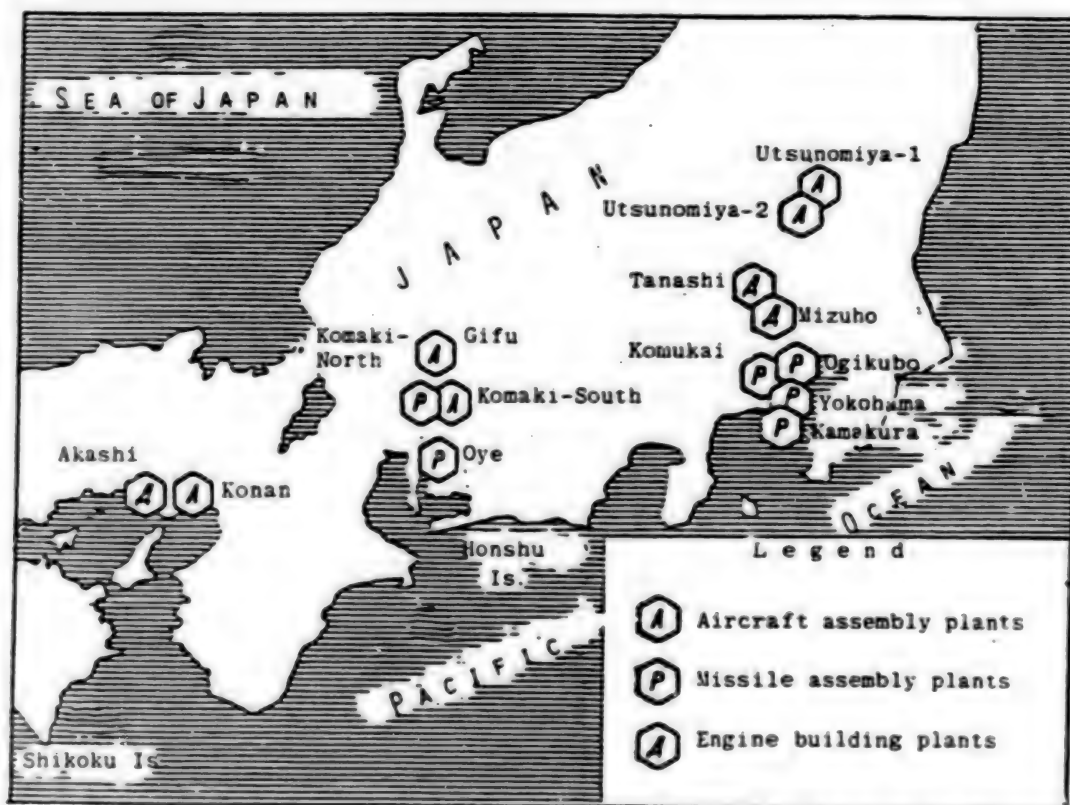 SEA OF JAPAN
JAPAN
Utsunomiya-1
A
Utsunomiya-2
A
Tanashi
Д
Mizuho
Д
Komaki-
North
Gifu
A
Komukai
P
P
Ogikubo
P
A
Komaki-South
P
Yokohama
P
Kamakura
P
Oye
Akashi
Д
A
Konan
OCEAN
Honshu
Is.
PACIFIC
Shikoku Is
Legend
A
Aircraft assembly plants
P
Missile assembly plants
Д
Engine building plants